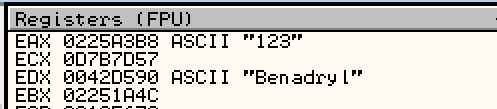 Registers (FPU)
EAX 0225A3B8 ASCII "123"
ECX 0D7B7D57
EDX 0042D590 ASCII "Benadryl"
EBX 02251A4C